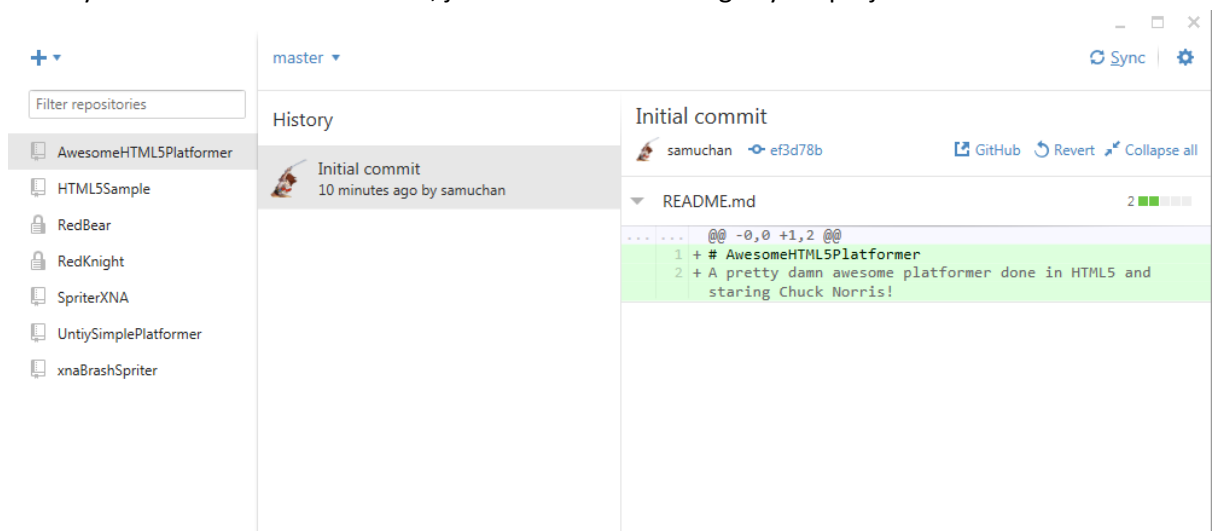 master
Sync
Filter repositories
History
Initial commit
AwesomeHTML5Platformer
samuchan ef3d78b GitHub Revert Collapse all
Initial commit
10 minutes ago by samuchan
HTML5Sample
README.md 2
RedBear
... ... @@ -0,0 +1,2 @@
1 + # AwesomeHTML5Platformer
RedKnight
2 + A pretty damn awesome platformer done in HTML5 and
staring Chuck Norris!
SpriterXNA
UntiySimplePlatformer
xnaBrashSpriter